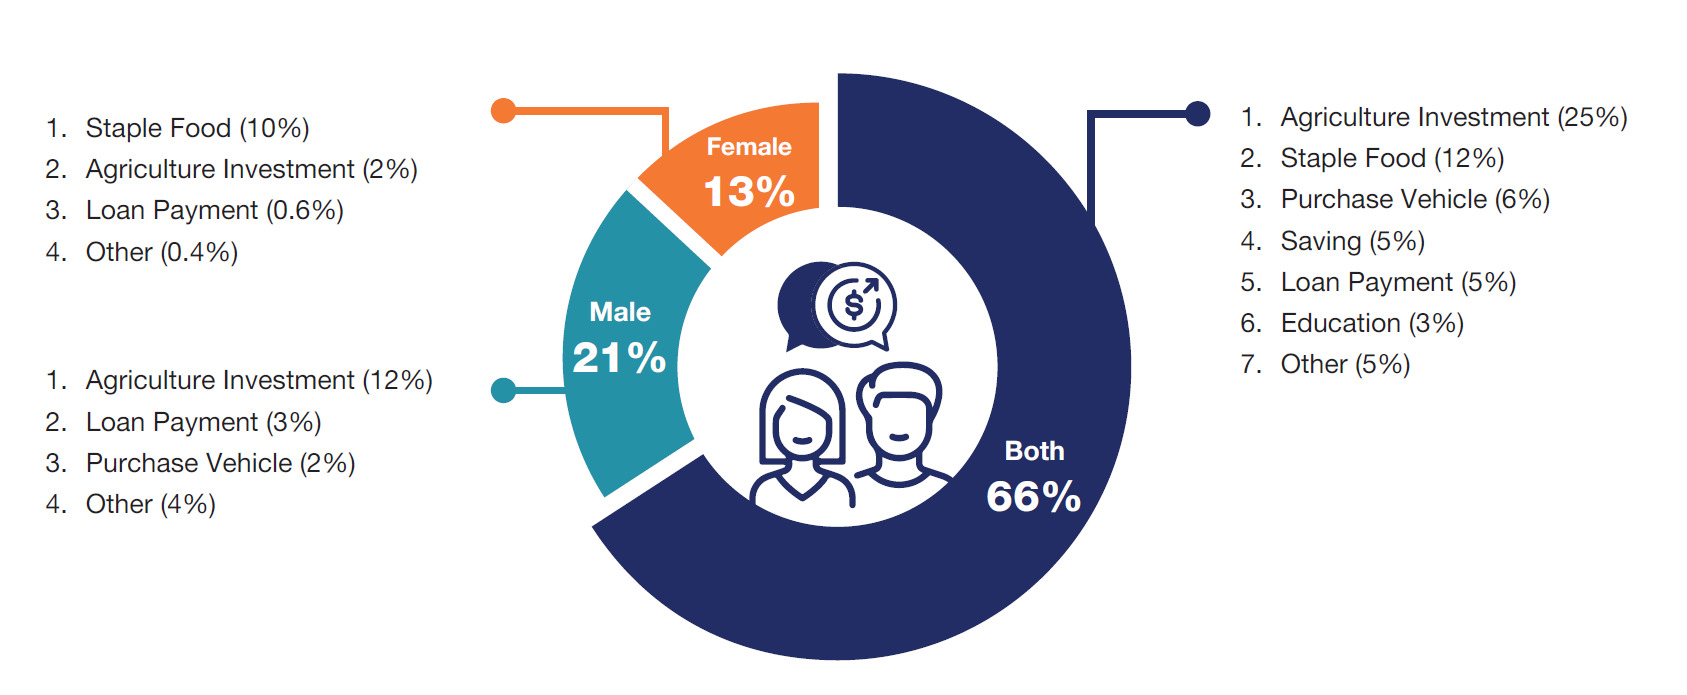 1. Staple Food (10%)
2. Agriculture Investment (2%)
3. Loan Payment (0.6%)
4. Other (0.4%)
1. Agriculture Investment (12%)
2. Loan Payment (3%)
3. Purchase Vehicle (2%)
4. Other (4%)
Female
13%
Male
21%
Both
66%
$
1. Agriculture Investment (25%)
2. Staple Food (12%)
3. Purchase Vehicle (6%)
4. Saving (5%)
5. Loan Payment (5%)
6. Education (3%)
7. Other (5%)